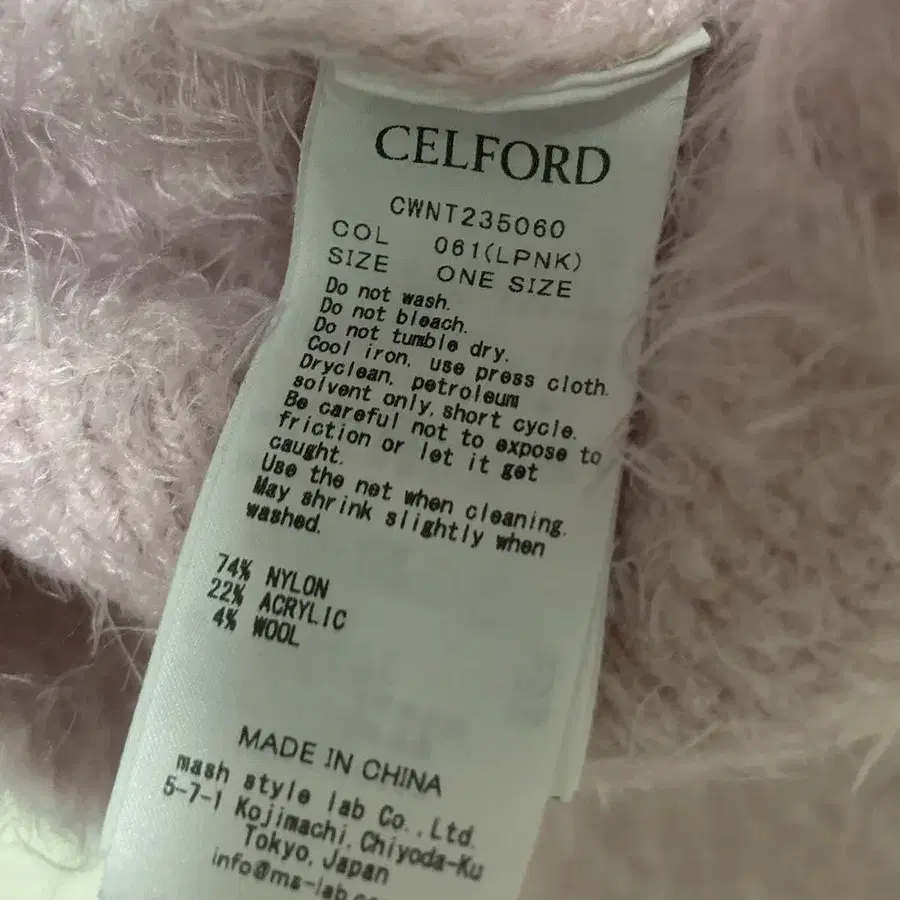 CELFORD
CWNT235060
COL 061(LPNK)
SIZE ONE SIZE
Do not wash.
Do not bleach.
Do not tumble dry.
Cool iron, use press cloth.
Dryclean, petroleum
solvent only, short cycle.
Be careful not to expose to
friction or let it get
caught.
Use the net when cleaning.
May shrink slightly when
washed.
74% NYLON
22% ACRYLIC
4% WOOL
MADE IN CHINA
mash style lab Co.,Ltd.
5-7-1 Kojimachi, Chiyoda-Ku
Tokyo, Japan